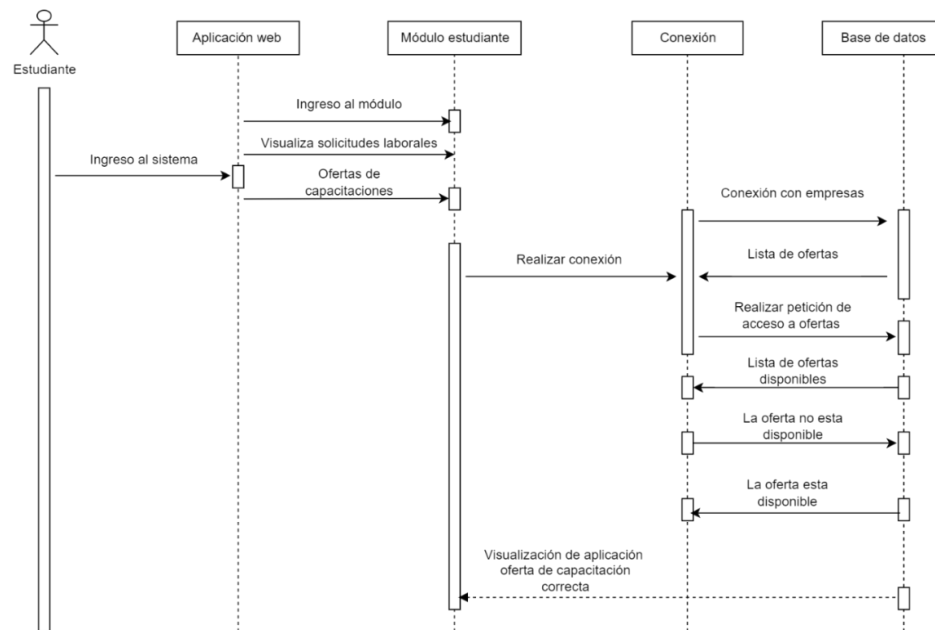 Estudiante
Aplicación web
Módulo estudiante
Conexión
Base de datos
Ingreso al módulo
Visualiza solicitudes laborales
Ingreso al sistema
Ofertas de
capacitaciones
Conexión con empresas
Realizar conexión
Lista de ofertas
Realizar petición de
acceso a ofertas
Lista de ofertas
disponibles
La oferta no esta
disponible
La oferta esta
disponible
Visualización de aplicación
oferta de capacitación
correcta